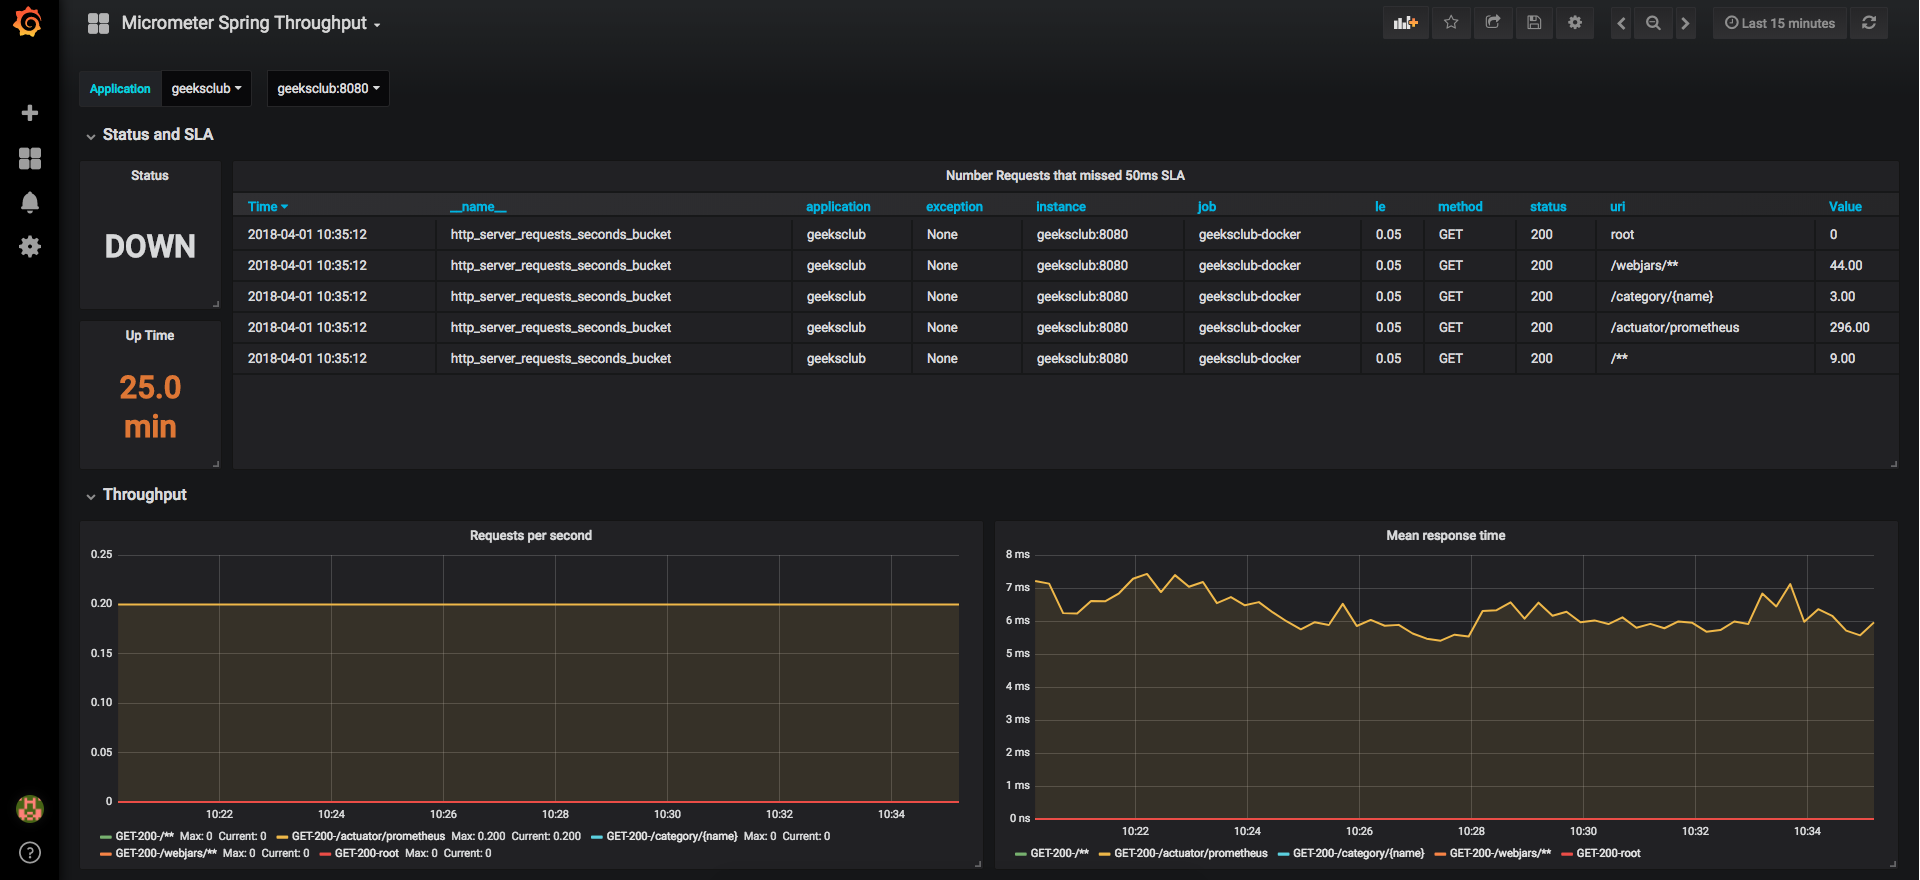 Micrometer Spring Throughput
Last 15 minutes
Application geeksclub geeksclub:8080
Status and SLA
Status
DOWN
Up Time
25.0
min
Number Requests that missed 50ms SLA
Time __name__ application exception instance job le method status uri Value
2018-04-01 10:35:12 http_server_requests_seconds_bucket geeksclub None geeksclub:8080 geeksclub-docker 0.05 GET 200 root 0
2018-04-01 10:35:12 http_server_requests_seconds_bucket geeksclub None geeksclub:8080 geeksclub-docker 0.05 GET 200 /webjars/** 44.00
2018-04-01 10:35:12 http_server_requests_seconds_bucket geeksclub None geeksclub:8080 geeksclub-docker 0.05 GET 200 /category/{name} 3.00
2018-04-01 10:35:12 http_server_requests_seconds_bucket geeksclub None geeksclub:8080 geeksclub-docker 0.05 GET 200 /actuator/prometheus 296.00
2018-04-01 10:35:12 http_server_requests_seconds_bucket geeksclub None geeksclub:8080 geeksclub-docker 0.05 GET 200 /** 9.00
Throughput
Requests per second
0.25
0.20
0.15
0.10
0.05
0
10:22 10:24 10:26 10:28 10:30 10:32 10:34
GET-200-/** Max: 0 Current: 0 GET-200-/actuator/prometheus Max: 0.200 Current: 0.200 GET-200-/category/{name} Max: 0 Current: 0
GET-200-/webjars/** Max: 0 Current: 0 GET-200-root Max: 0 Current: 0
Mean response time
8 ms
7 ms
6 ms
5 ms
4 ms
3 ms
2 ms
1 ms
0 ns
10:22 10:24 10:26 10:28 10:30 10:32 10:34
GET-200-/** GET-200-/actuator/prometheus GET-200-/category/{name} GET-200-/webjars/** GET-200-root